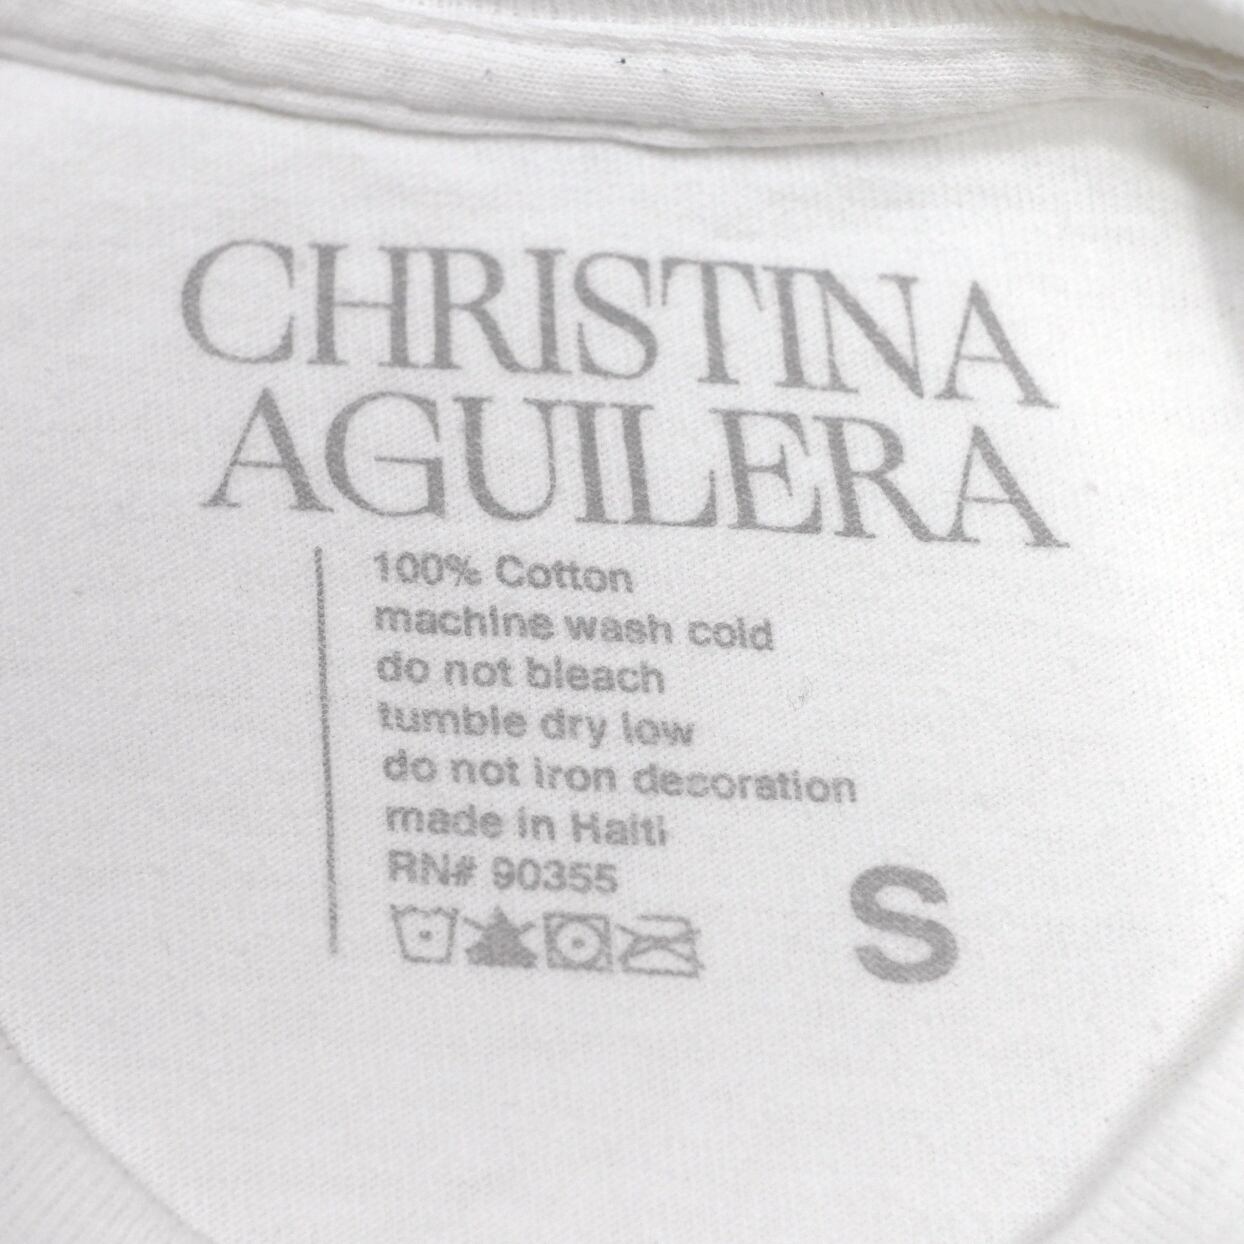 CHRISTINA
AGUILERA
100% Cotton
machine wash cold
do not bleach
tumble dry low
do not iron decoration
made in Haiti
RN# 90355
S